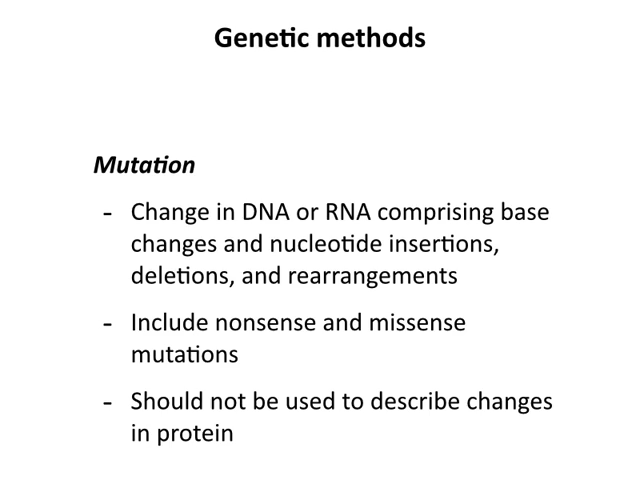 Genetic methods
Mutation
- Change in DNA or RNA comprising base
changes and nucleotide insertions,
deletions, and rearrangements
- Include nonsense and missense
mutations
- Should not be used to describe changes
in protein